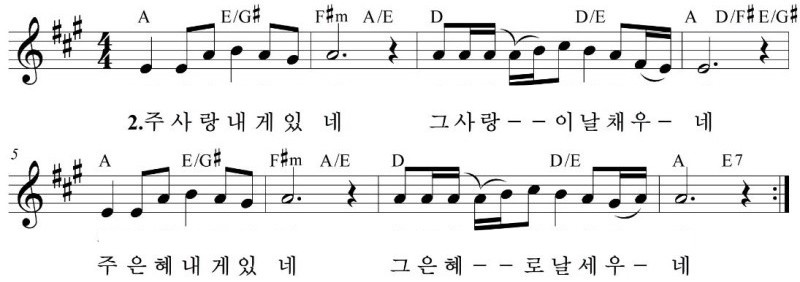 A E/G# F#m A/E D D/E A D/F# E/G#
4/4
2.주 사 랑 내 게 있 네 그 사 랑 - - 이 날 채 우 - 네
5
A E/G# F#m A/E D D/E A E7
주 은 혜 내 게 있 네 그 은 혜 - - 로 날 세 우 - 네